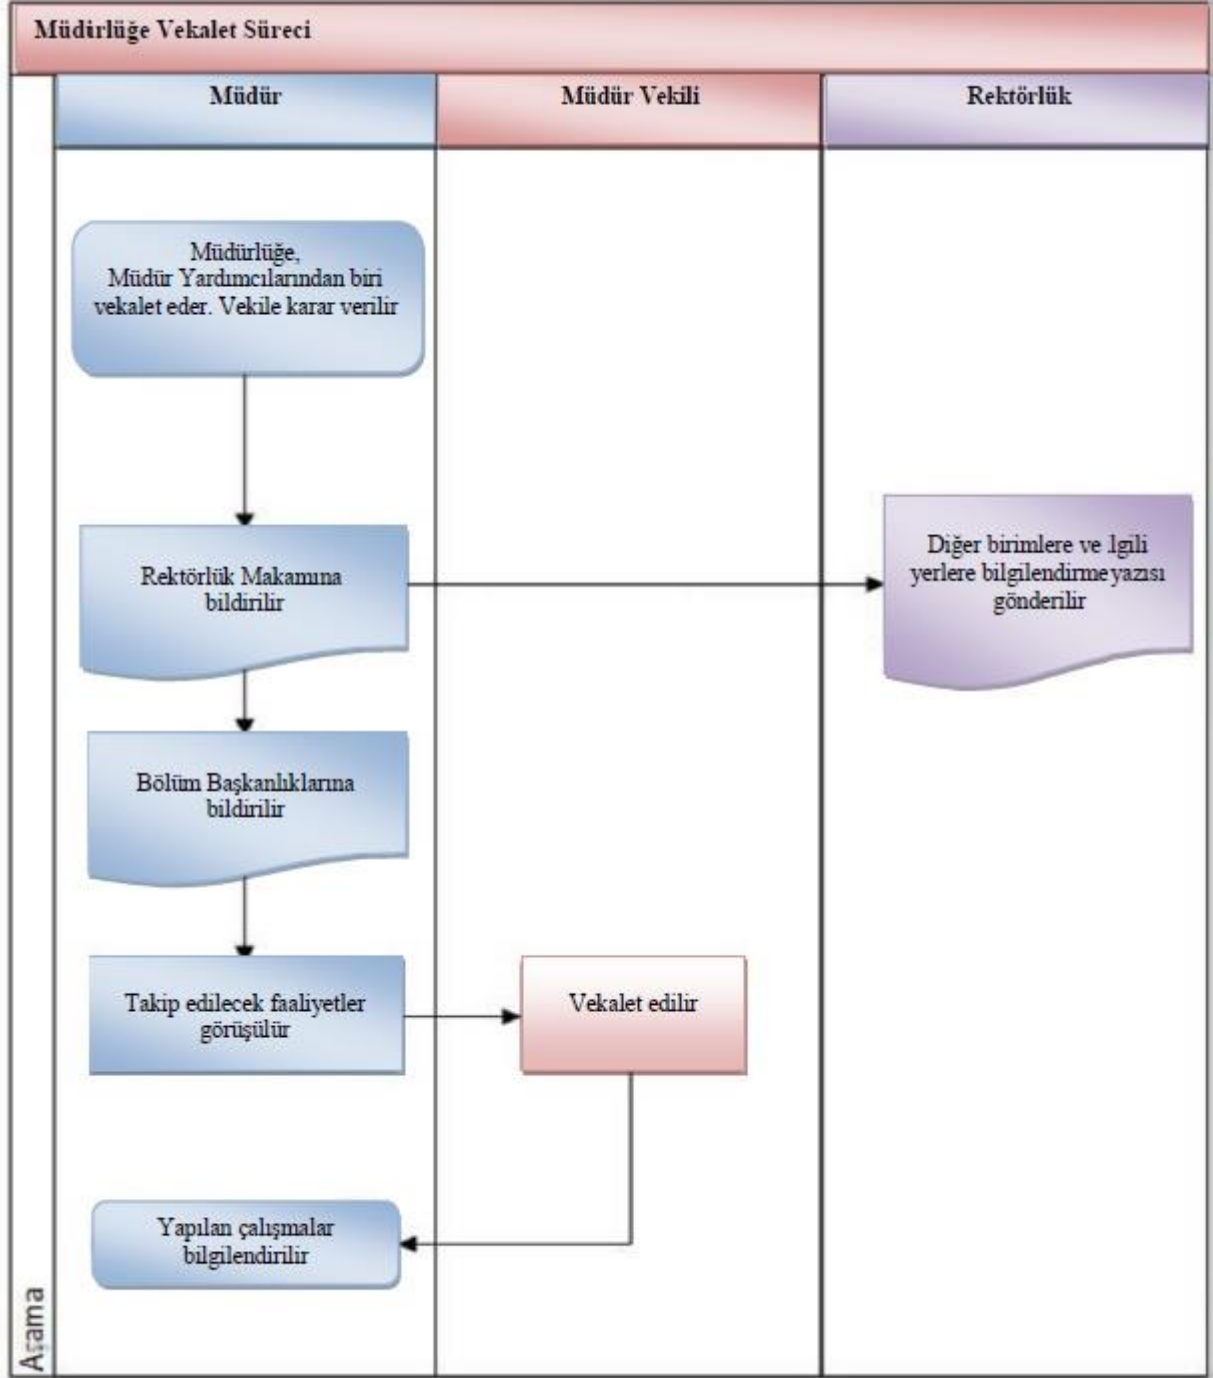 Müdürlüğe Vekalet Süreci
Müdür
Müdür Vekili
Rektörlük
Müdürlüğe,
Müdür Yardımcılarından biri
vekalet eder. Vekile karar verilir
Rektörlük Makamına
bildirilir
Diğer birimlere ve ilgili
yerlere bilgilendirme yazısı
gönderilir
Bölüm Başkanlıklarına
bildirilir
Takip edilecek faaliyetler
görüşülür
Vekalet edilir
Yapılan çalışmalar
bilgilendirilir
Aşama